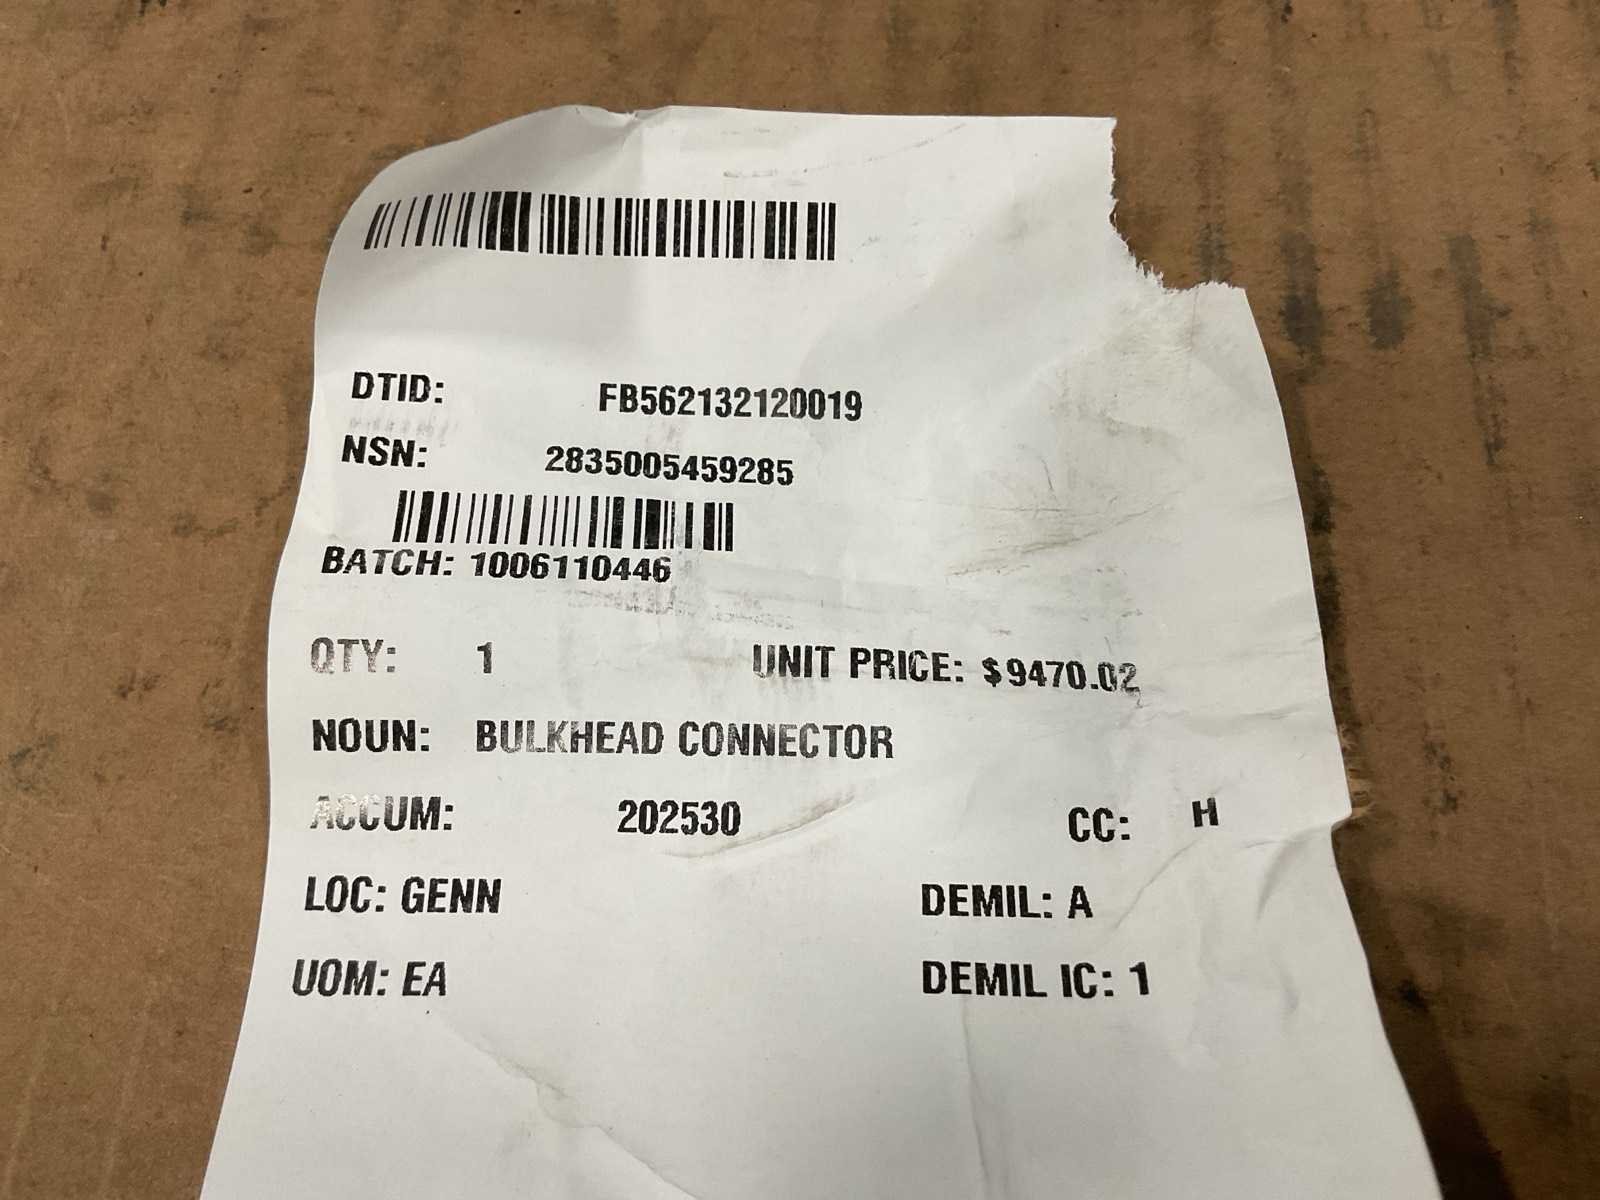 DTID: FB562132120019
NSN: 2835005459285
BATCH: 1006110446
QTY: 1 UNIT PRICE: $9470.02
NOUN: BULKHEAD CONNECTOR
ACCUM: 202530 CC: H
LOC: GENN DEMIL: A
UOM: EA DEMIL IC: 1